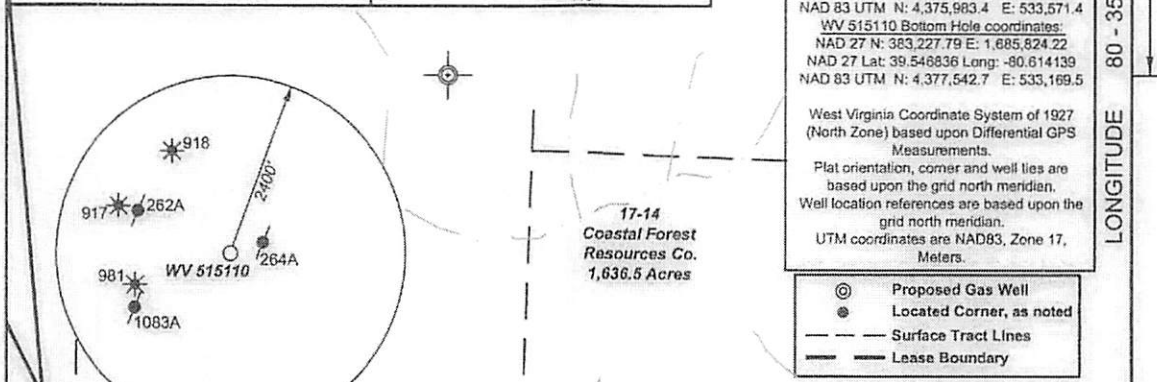 NAD 83 UTM N: 4,375,983.4 E: 533,571.4
WV 515110 Bottom Hole coordinates:
NAD 27 N: 383,227.79 E: 1,685,824.22
NAD 27 Lat: 39.546836 Long: -80.614139
NAD 83 UTM N: 4,377,542.7 E: 533,169.5
West Virginia Coordinate System of 1927
(North Zone) based upon Differential GPS
Measurements.
Plat orientation, corner and well ties are
based upon the grid north meridian.
Well location references are based upon the
grid north meridian.
UTM coordinates are NAD83, Zone 17,
Meters.
LONGITUDE 80 - 35
918
2400'
917
262A
264A
981
WV 515110
1083A
17-14
Coastal Forest
Resources Co.
1,636.5 Acres
Proposed Gas Well
Located Corner, as noted
Surface Tract Lines
Lease Boundary